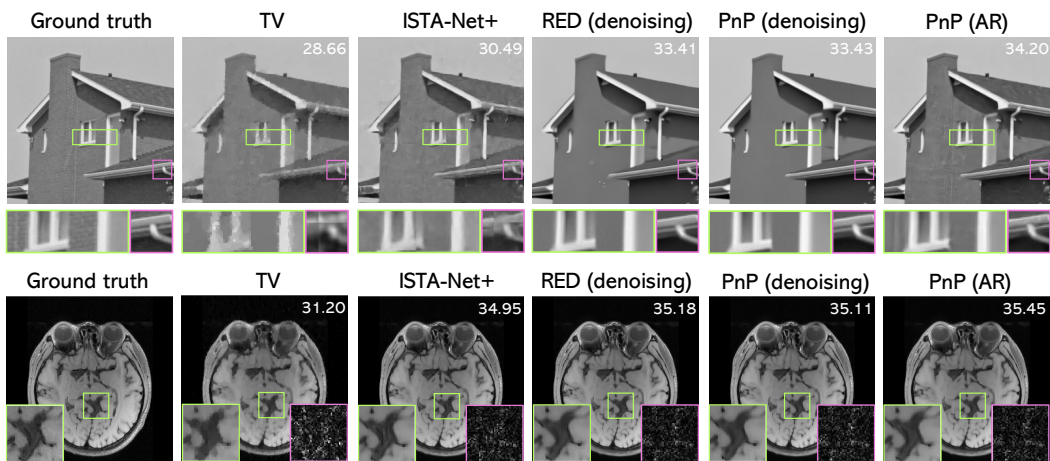 Ground truth TV ISTA-Net+ RED (denoising) PnP (denoising) PnP (AR)
28.66 30.49 33.41 33.43 34.20
Ground truth TV ISTA-Net+ RED (denoising) PnP (denoising) PnP (AR)
31.20 34.95 35.18 35.11 35.45